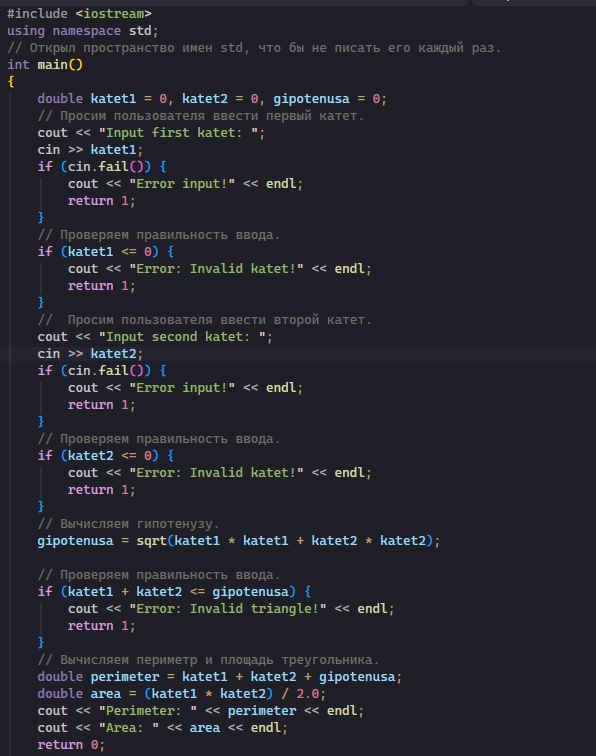 #include <iostream>
using namespace std;
// Открыл пространство имен std, что бы не писать его каждый раз.
int main()
{
    double katet1 = 0, katet2 = 0, gipotenusa = 0;
    // Просим пользователя ввести первый катет.
    cout << "Input first katet: ";
    cin >> katet1;
    if (cin.fail()) {
        cout << "Error input!" << endl;
        return 1;
    }
    // Проверяем правильность ввода.
    if (katet1 <= 0) {
        cout << "Error: Invalid katet!" << endl;
        return 1;
    }
    //  Просим пользователя ввести второй катет.
    cout << "Input second katet: ";
    cin >> katet2;
    if (cin.fail()) {
        cout << "Error input!" << endl;
        return 1;
    }
    // Проверяем правильность ввода.
    if (katet2 <= 0) {
        cout << "Error: Invalid katet!" << endl;
        return 1;
    }
    // Вычисляем гипотенузу.
    gipotenusa = sqrt(katet1 * katet1 + katet2 * katet2);

    // Проверяем правильность ввода.
    if (katet1 + katet2 <= gipotenusa) {
        cout << "Error: Invalid triangle!" << endl;
        return 1;
    }
    // Вычисляем периметр и площадь треугольника.
    double perimeter = katet1 + katet2 + gipotenusa;
    double area = (katet1 * katet2) / 2.0;
    cout << "Perimeter: " << perimeter << endl;
    cout << "Area: " << area << endl;
    return 0;